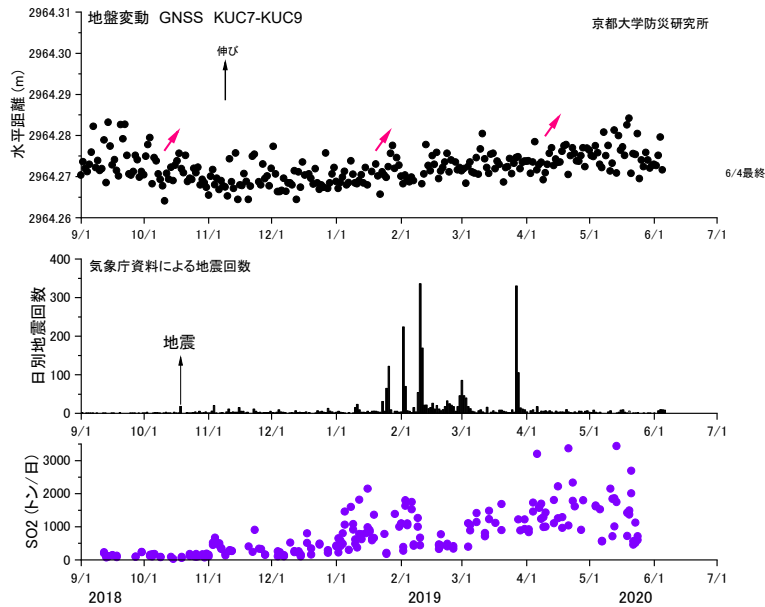 地盤変動 GNSS KUC7-KUC9
京都大学防災研究所
伸び
水平距離 (m)
2964.31
2964.30
2964.29
2964.28
2964.27
2964.26
6/4最終
9/1 10/1 11/1 12/1 1/1 2/1 3/1 4/1 5/1 6/1 7/1
気象庁資料による地震回数
地震
日別地震回数
400
300
200
100
0
9/1 10/1 11/1 12/1 1/1 2/1 3/1 4/1 5/1 6/1 7/1
SO2 (トン/日)
3000
2000
1000
0
9/1 10/1 11/1 12/1 1/1 2/1 3/1 4/1 5/1 6/1 7/1
2018 2019 2020